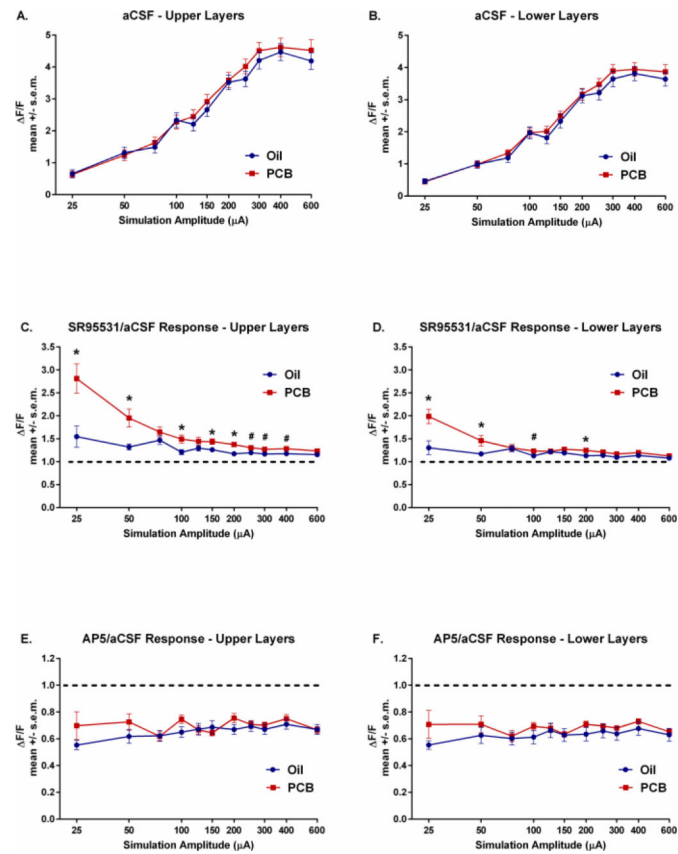 A. aCSF - Upper Layers
ΔF/F
mean +/- s.e.m.
5
4
3
2
1
0
Oil
PCB
25 50 100 150 200 300 400 600
Simulation Amplitude (μA)
B. aCSF - Lower Layers
ΔF/F
mean +/- s.e.m.
5
4
3
2
1
0
Oil
PCB
25 50 100 150 200 300 400 600
Simulation Amplitude (μA)
C. SR95531/aCSF Response - Upper Layers
ΔF/F
mean +/- s.e.m.
3.5
3.0
2.5
2.0
1.5
1.0
0.5
0.0
* * * * * # # #
Oil
PCB
25 50 100 150 200 300 400 600
Simulation Amplitude (μA)
D. SR95531/aCSF Response - Lower Layers
ΔF/F
mean +/- s.e.m.
3.5
3.0
2.5
2.0
1.5
1.0
0.5
0.0
* * # *
Oil
PCB
25 50 100 150 200 300 400 600
Simulation Amplitude (μA)
E. AP5/aCSF Response - Upper Layers
ΔF/F
mean +/- s.e.m.
1.2
1.0
0.8
0.6
0.4
0.2
0.0
Oil
PCB
25 50 100 150 200 300 400 600
Simulation Amplitude (μA)
F. AP5/aCSF Response - Lower Layers
ΔF/F
mean +/- s.e.m.
1.2
1.0
0.8
0.6
0.4
0.2
0.0
Oil
PCB
25 50 100 150 200 300 400 600
Simulation Amplitude (μA)